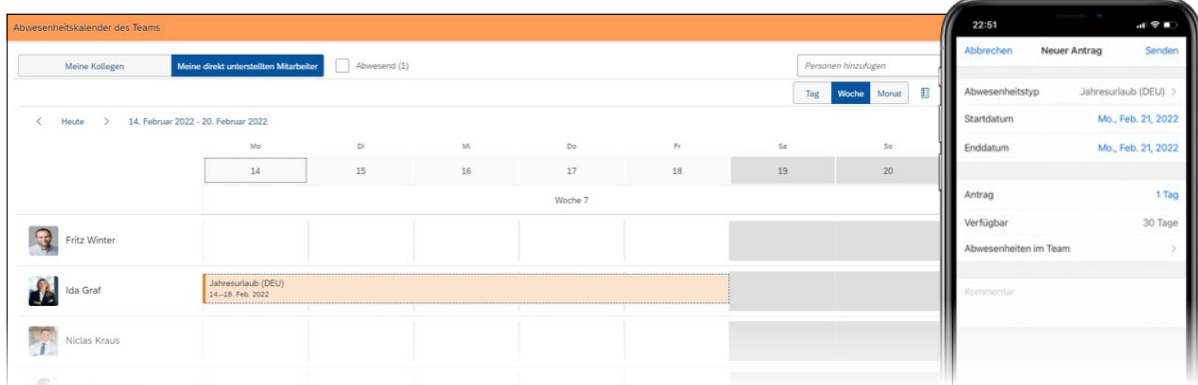 Abwesenheitskalender des Teams
Meine Kollegen Meine direkt unterstellten Mitarbeiter Abwesend (1) Personen hinzufügen
Tag Woche Monat
< Heute > 14. Februar 2022 - 20. Februar 2022
Mo Di Mi Do Fr Sa So
14 15 16 17 18 19 20
Woche 7
Fritz Winter
Ida Graf
Jahresurlaub (DEU)
14.–18. Feb. 2022
Niclas Kraus
22:51
Abbrechen Neuer Antrag Senden
Abwesenheitstyp Jahresurlaub (DEU) >
Startdatum Mo., Feb. 21, 2022
Enddatum Mo., Feb. 21, 2022
Antrag 1 Tag
Verfügbar 30 Tage
Abwesenheiten im Team >
Kommentar